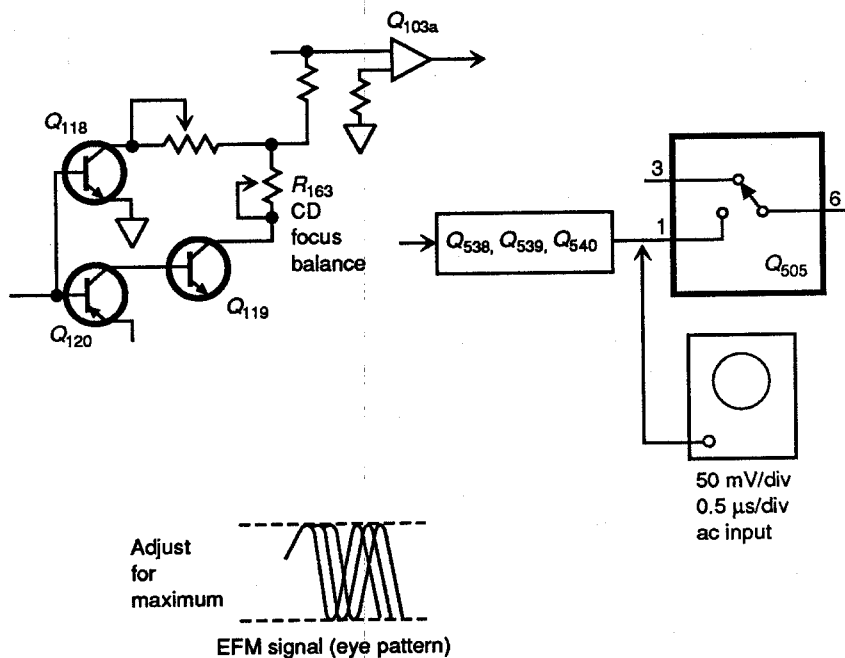 Q103a
Q118
R163
CD
focus
balance
Q119
Q120
Q538, Q539, Q540
3
1
6
Q505
50 mV/div
0.5 μs/div
ac input
Adjust
for
maximum
EFM signal (eye pattern)